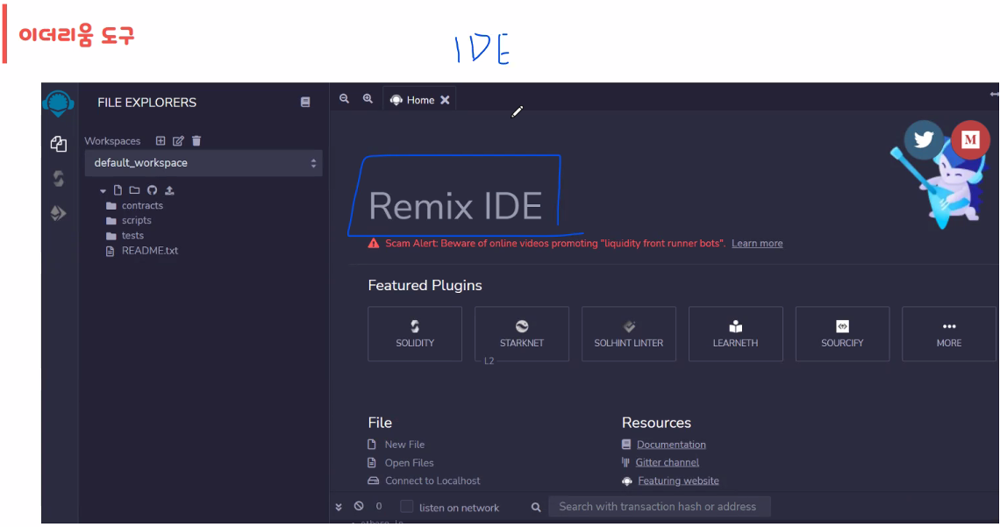 이더리움 도구
IDE
FILE EXPLORERS
Workspaces
default_workspace
contracts
scripts
tests
README.txt
Home
M
Remix IDE
Scam Alert: Beware of online videos promoting "liquidity front runner bots". Learn more
Featured Plugins
SOLIDITY
STARKNET
L2
SOLHINT LINTER
LEARNETH
SOURCIFY
MORE
File
New File
Open Files
Connect to Localhost
Resources
Documentation
Gitter channel
Featuring website
0
listen on network
Search with transaction hash or address